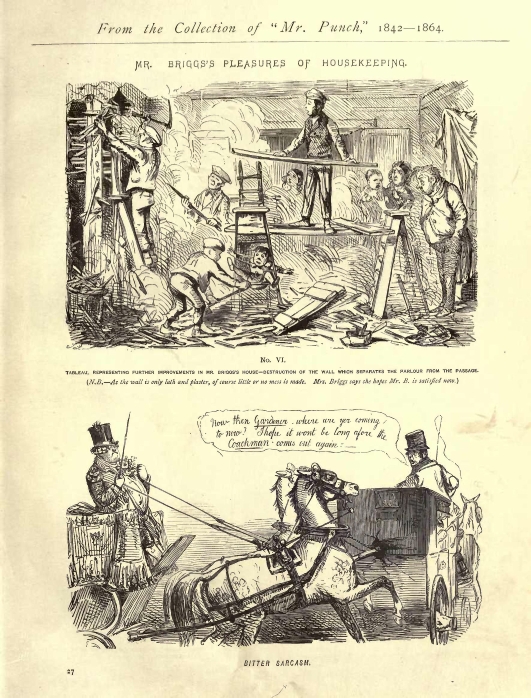 From the Collection of "Mr. Punch," 1842—1864.
MR. BRIGGS'S PLEASURES OF HOUSEKEEPING.
No. VI.
TABLEAU, REPRESENTING FURTHER IMPROVEMENTS IN MR. BRIGGS'S HOUSE—DESTRUCTION OF THE WALL WHICH SEPARATES THE PARLOUR FROM THE PASSAGE.
(N.B.—As the wall is only lath and plaster, of course little or no mess is made. Mrs. Briggs says she hopes Mr. B. is satisfied now.)
Now then Gardener. where are yer coming
to now? I hope it wont be long afore the
Coachman comes out again:—
BITTER SARCASM.
27